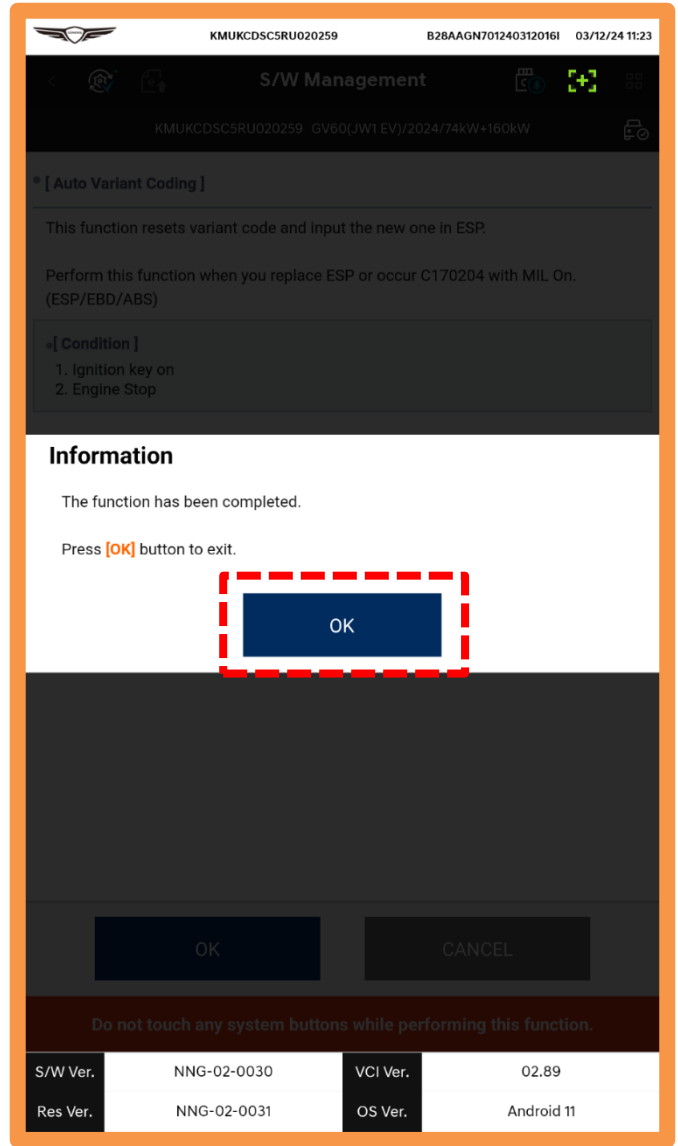 KMUKCDSC5RU020259 B28AAGN701240312016I 03/12/24 11:23
S/W Management
KMUKCDSC5RU020259 GV60(JW1 EV)/2024/74kW+160kW
[ Auto Variant Coding ]
This function resets variant code and input the new one in ESP.
Perform this function when you replace ESP or occur C170204 with MIL On.
(ESP/EBD/ABS)
[ Condition ]
1. Ignition key on
2. Engine Stop
Information
The function has been completed.
Press [OK] button to exit.
OK
OK CANCEL
Do not touch any system buttons while performing this function.
S/W Ver. NNG-02-0030 VCI Ver. 02.89
Res Ver. NNG-02-0031 OS Ver. Android 11